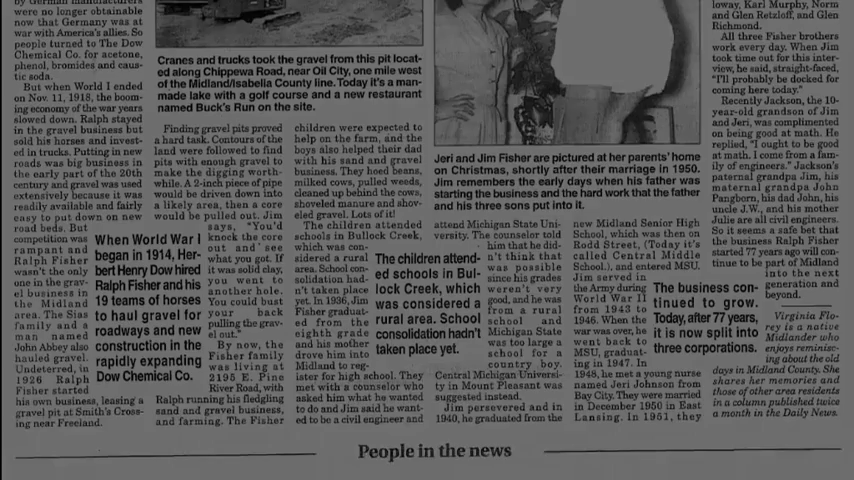 by German manufacturers
were no longer obtainable
now that Germany was at
war with America's allies. So
people turned to The Dow
Chemical Co. for acetone,
phenol, bromides and caus-
tic soda.
But when World War I ended
on Nov. 11, 1918, the boom-
ing economy of the war years
slowed down. Ralph stayed
in the gravel business but
sold his horses and invest-
ed in trucks. Putting in new
roads was big business in
the early part of the 20th
century and gravel was used
extensively because it was
readily available and fairly
easy to put down on new
road beds. But
competition was
rampant and
Ralph Fisher
wasn't the only
one in the grav-
el business in
the Midland
area. The Sias
family and a
man named
John Abbey also
hauled gravel.
Undeterred, in
1926 Ralph
Fisher started
his own business, leasing a
gravel pit at Smith's Cross-
ing near Freeland.
Cranes and trucks took the gravel from this pit locat-
ed along Chippewa Road, near Oil City, one mile west
of the Midland/Isabella County line. Today it's a man-
made lake with a golf course and a new restaurant
named Buck's Run on the site.
When World War I
began in 1914, Her-
bert Henry Dow hired
Ralph Fisher and his
19 teams of horses
to haul gravel for
roadways and new
construction in the
rapidly expanding
Dow Chemical Co.
Finding gravel pits proved
a hard task. Contours of the
land were followed to find
pits with enough gravel to
make the digging worth-
while. A 2-inch piece of pipe
would be driven down into
a likely area, then a core
would be pulled out. Jim
says, "You'd
knock the core
out and see
what you got. If
it was solid clay,
you went to
another hole.
You could bust
your back
pulling the grav-
el out."
By now, the
Fisher family
was living at
2195 E. Pine
River Road, with
Ralph running his fledgling
sand and gravel business,
and farming. The Fisher
children were expected to
help on the farm, and the
boys also helped their dad
with his sand and gravel
business. They hoed beans,
milked cows, pulled weeds,
cleaned up behind the cows,
shoveled manure and shov-
eled gravel. Lots of it!
The children attended
schools in Bullock Creek,
which was con-
sidered a rural
area. School con-
solidation had-
n't taken place
yet. In 1936, Jim
Fisher graduat-
ed from the
eighth grade
and his mother
drove him into
Midland to reg-
ister for high school. They
met with a counselor who
asked him what he wanted
to do and Jim said he want-
ed to be a civil engineer and
Jeri and Jim Fisher are pictured at her parents' home
on Christmas, shortly after their marriage in 1950.
Jim remembers the early days when his father was
starting the business and the hard work that the father
and his three sons put into it.
The children attend-
ed schools in Bul-
lock Creek, which
was considered a
rural area. School
consolidation hadn't
taken place yet.
attend Michigan State Uni-
versity. The counselor told
him that he did-
n't think that
was possible
since his grades
weren't very
good, and he was
from a rural
school and
Michigan State
was too large a
school for a
country boy.
Central Michigan Universi-
ty in Mount Pleasant was
suggested instead.
Jim persevered and in
1940, he graduated from the
new Midland Senior High
School, which was then on
Rodd Street, (Today it's
called Central Middle
School.), and entered MSU.
Jim served in
the Army during
World War II
from 1943 to
1946. When the
war was over, he
went back to
MSU, graduat-
ing in 1947. In
1948, he met a young nurse
named Jeri Johnson from
Bay City. They were married
in December 1950 in East
Lansing. In 1951, they
The business con-
tinued to grow.
Today, after 77 years,
it is now split into
three corporations.
loway, Karl Murphy, Norm
and Glen Retzloff, and Glen
Richmond.
All three Fisher brothers
work every day. When Jim
took time out for this inter-
view, he said, straight-faced,
"I'll probably be docked for
coming here today."
Recently Jackson, the 10-
year-old grandson of Jim
and Jeri, was complimented
on being good at math. He
replied, "I ought to be good
at math. I come from a fam-
ily of engineers." Jackson's
paternal grandpa Jim, his
maternal grandpa John
Pangborn, his dad John, his
uncle J.W., and his mother
Julie are all civil engineers.
So it seems a safe bet that
the business Ralph Fisher
started 77 years ago will con-
tinue to be part of Midland
into the next
generation and
beyond.
Virginia Flo-
rey is a native
Midlander who
enjoys reminisc-
ing about the old
days in Midland County. She
shares her memories and
those of other area residents
in a column published twice
a month in the Daily News.
People in the news